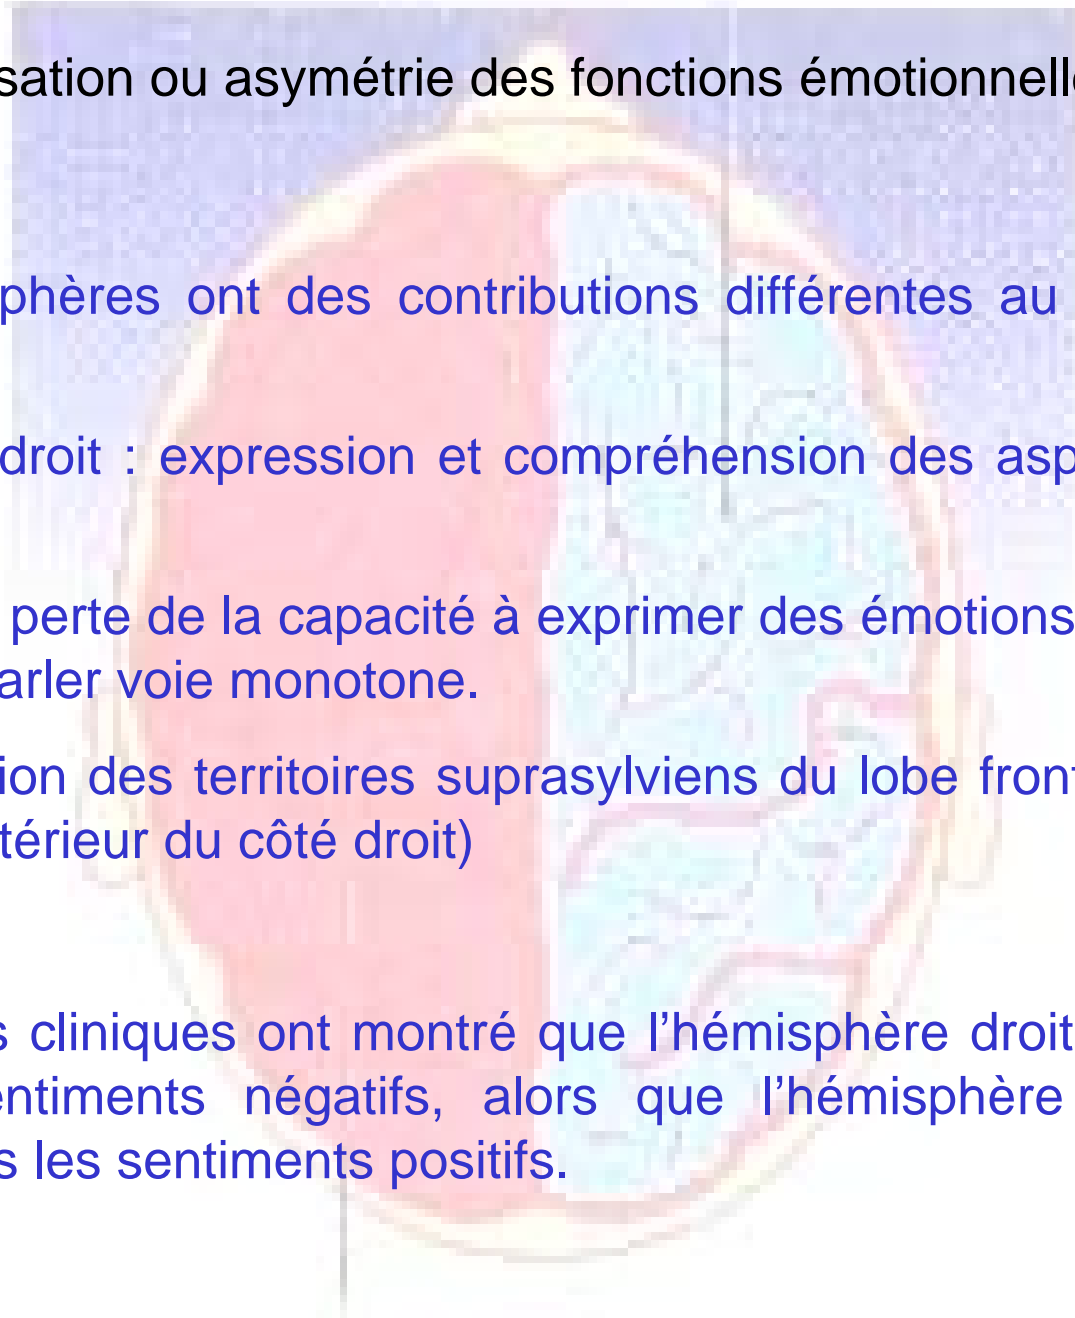 sation ou asymétrie des fonctions émotionnelle
phères ont des contributions différentes au
droit : expression et compréhension des asp
perte de la capacité à exprimer des émotions
arler voie monotone.
ion des territoires suprasylviens du lobe front
térieur du côté droit)
s cliniques ont montré que l’hémisphère droit
entiments négatifs, alors que l’hémisphère
s les sentiments positifs.